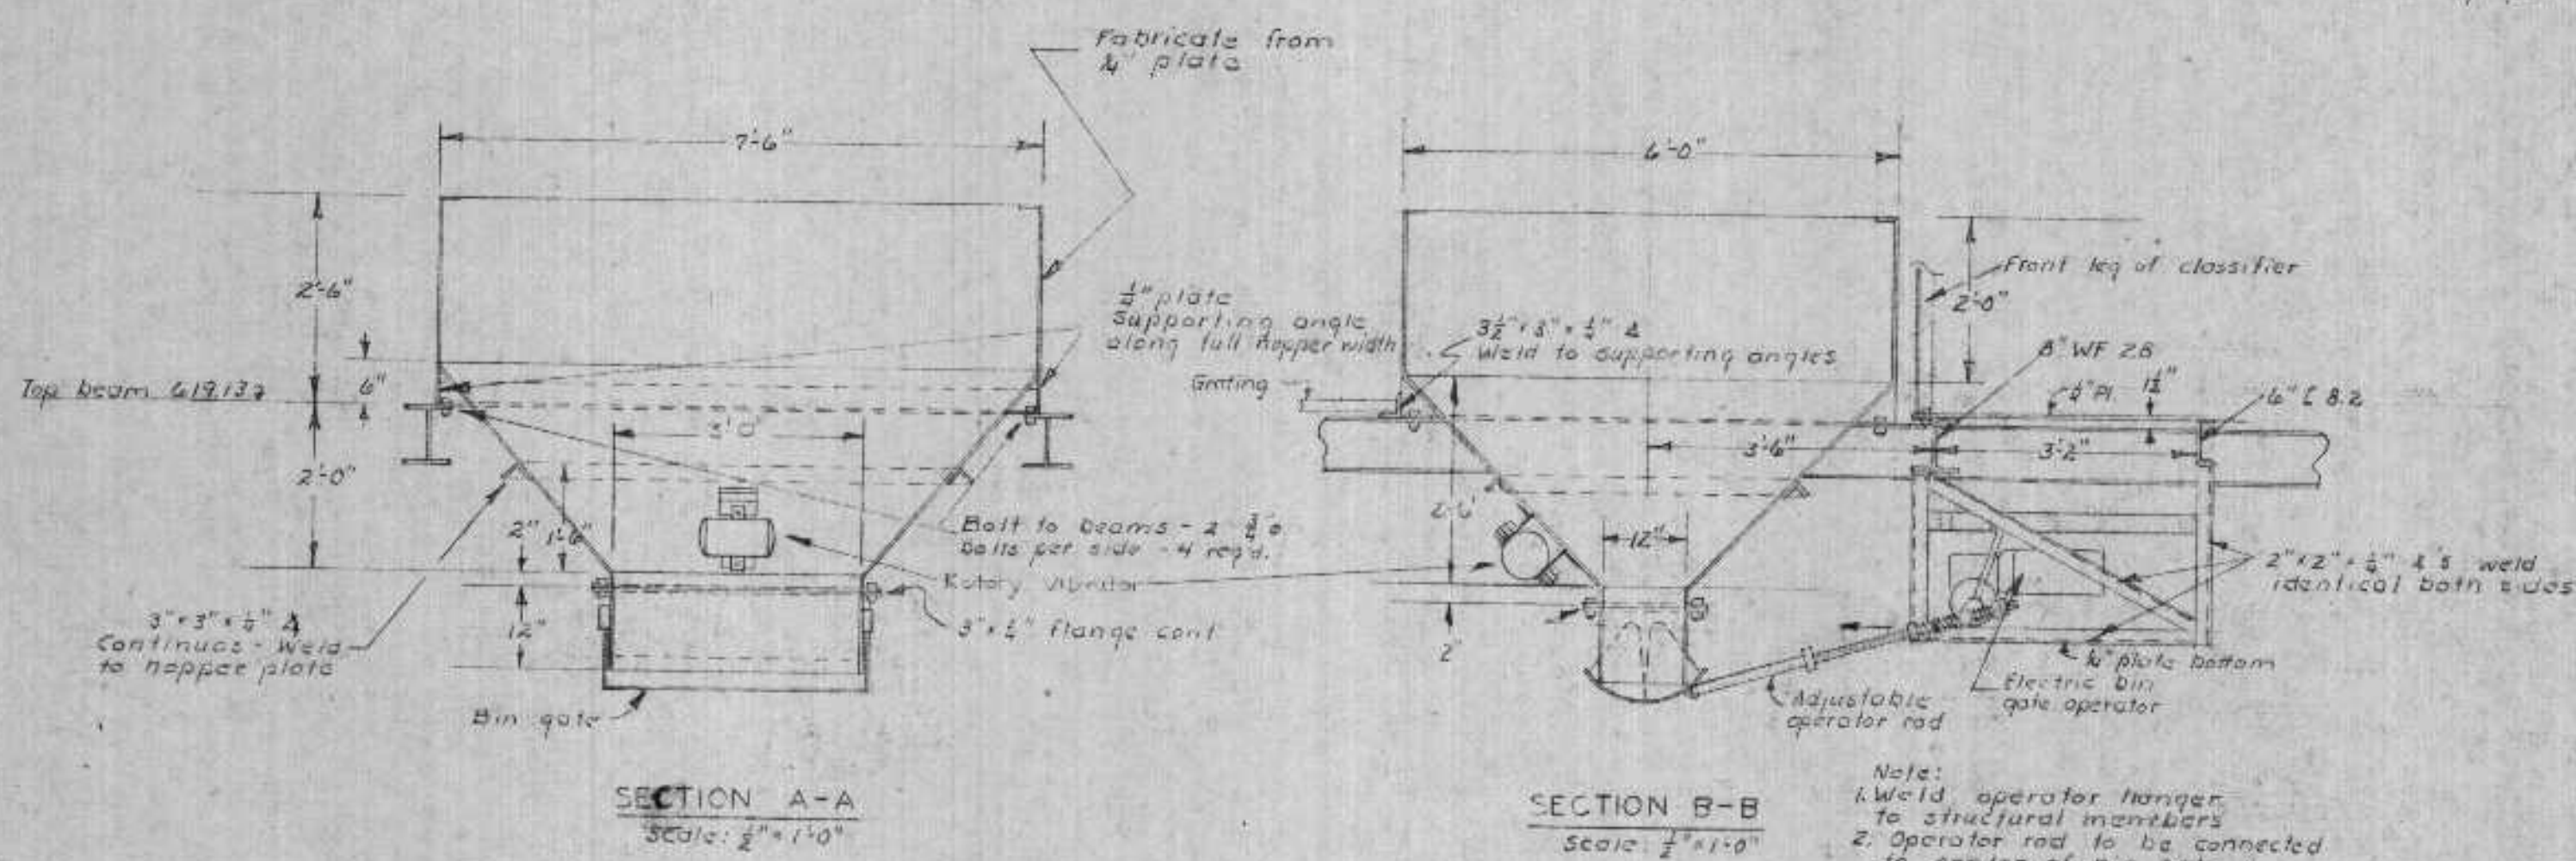 Fabricate from
¼" plate
7'-6"
6'-0"
2'-6"
6"
Top beam 619.13
2'-0"
3'0"
2" 1'-6"
12"
¼" plate
Supporting angle
along full hopper width
Bolt to beams - 2
bolts per side - 4 req'd.
Rotary Vibrator
3" × ¼" flange cont
3" × 3" × ¼" ∠
Continuos - Weld
to hopper plate
Bin gate
SECTION A-A
Scale: ½" = 1'-0"
3½" × 3" × ¼" ∠
Weld to supporting angles
Grating
Front leg of classifier
2'-0"
8" WF 28
¼" Pl. 1½"
6" [ 8.2
3'-6"
3'-2"
2'-6"
12"
2"
2" × 2" × ¼" ∠'s weld
identical both sides
¼" plate bottom
Electric bin
gate operator
Adjustable
operator rod
SECTION B-B
Scale ½" = 1'-0"
Note:
1. Weld operator hanger
to structural members
2. Operator rod to be connected